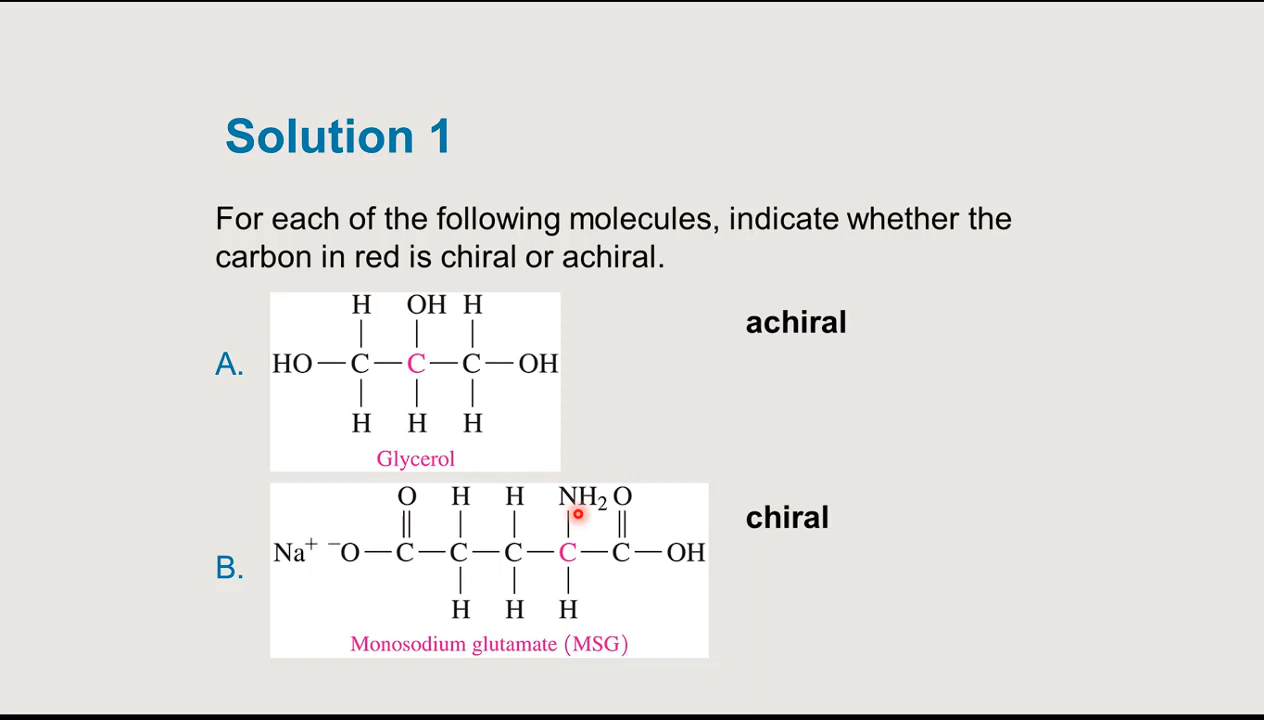 Solution 1
For each of the following molecules, indicate whether the
carbon in red is chiral or achiral.
H OH H
A. HO—C—C—C—OH
H H H
Glycerol
achiral
O H H NH₂ O
B. Na⁺ ⁻O—C—C—C—C—C—OH
H H H
Monosodium glutamate (MSG)
chiral